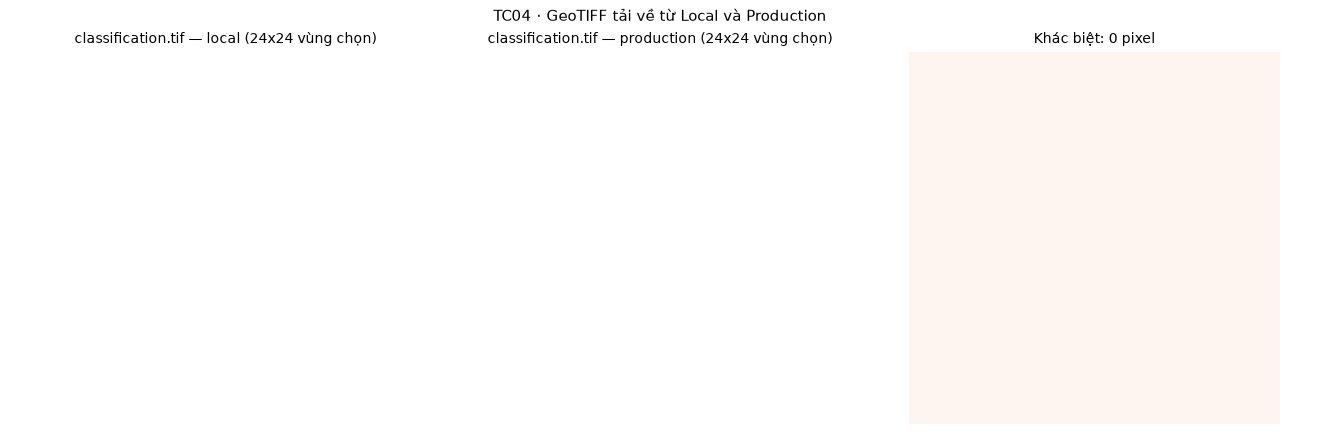 TC04 · GeoTIFF tải về từ Local và Production
classification.tif — local (24x24 vùng chọn)
classification.tif — production (24x24 vùng chọn)
Khác biệt: 0 pixel